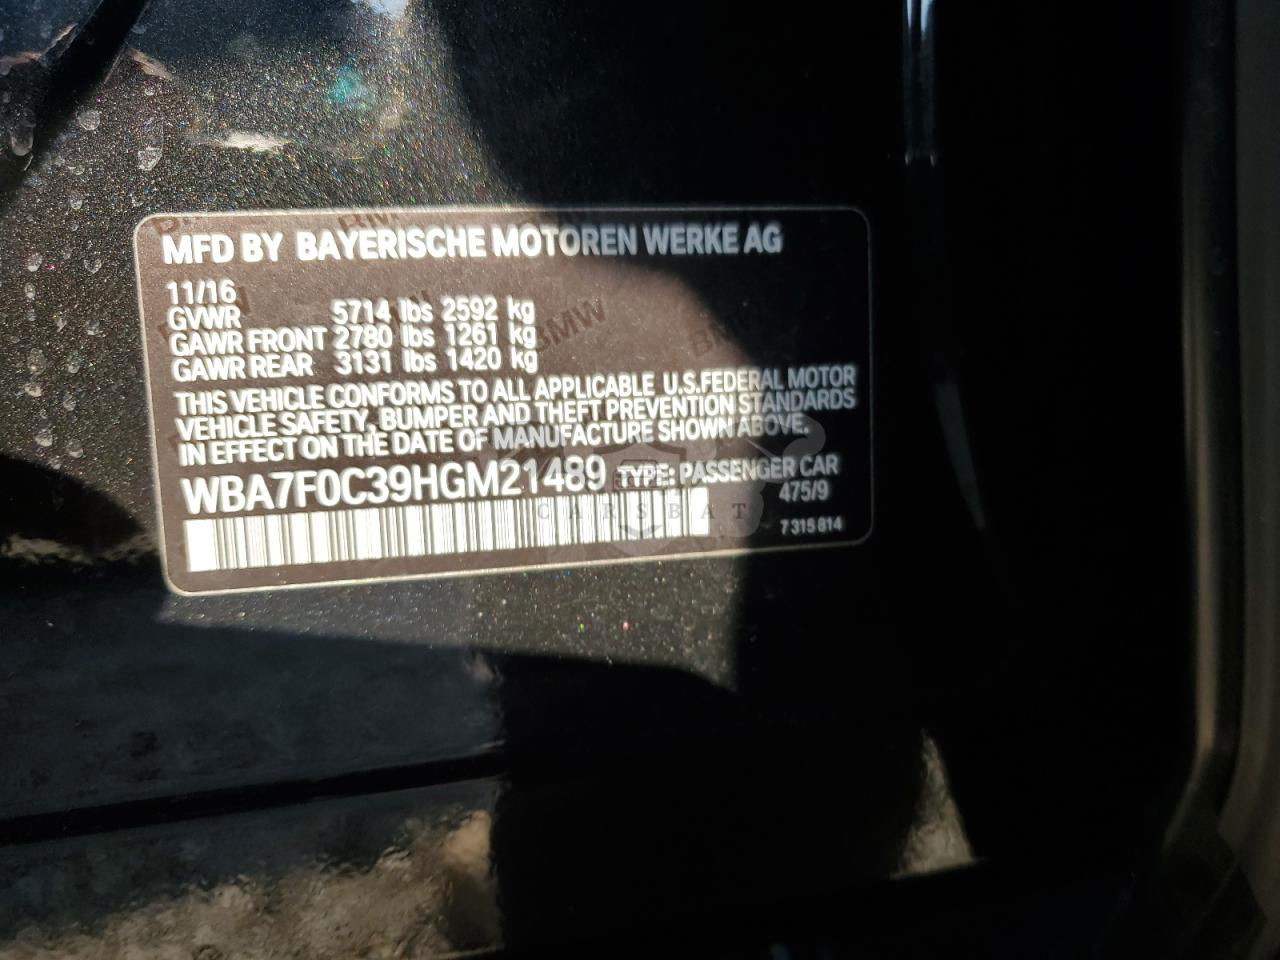 MFD BY BAYERISCHE MOTOREN WERKE AG
11/16
GVWR 5714 lbs 2592 kg
GAWR FRONT 2780 lbs 1261 kg
GAWR REAR 3131 lbs 1420 kg
THIS VEHICLE CONFORMS TO ALL APPLICABLE U.S.FEDERAL MOTOR
VEHICLE SAFETY, BUMPER AND THEFT PREVENTION STANDARDS
IN EFFECT ON THE DATE OF MANUFACTURE SHOWN ABOVE.
WBA7F0C39HGM21489 TYPE: PASSENGER CAR
475/9
CARSBAT
7 315 814
BMW
BMW